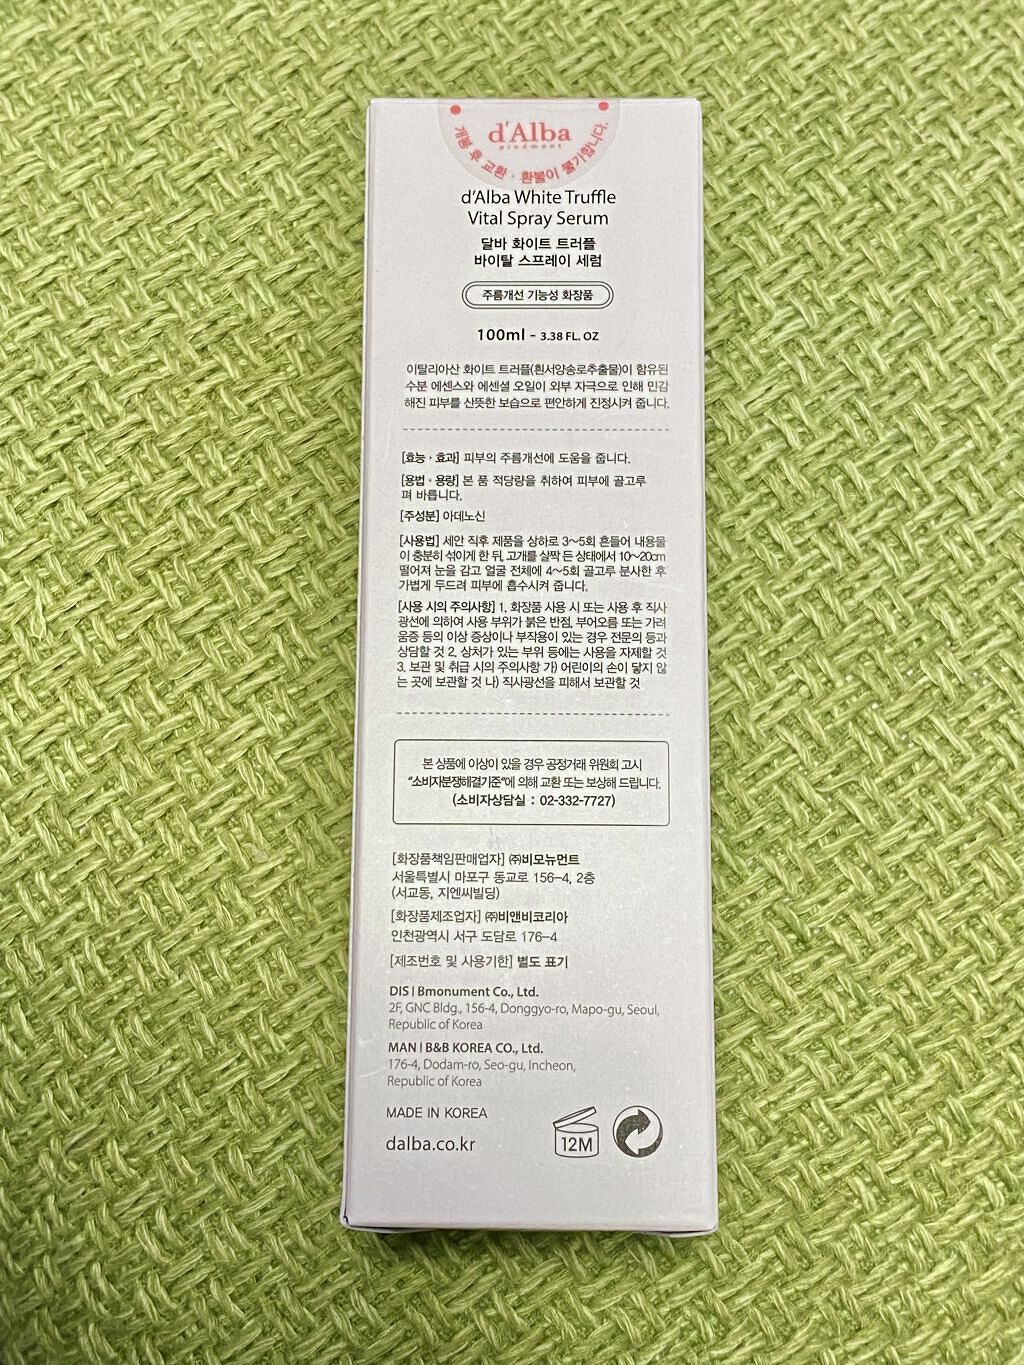 d'Alba
piedmont
개봉 후 교환 · 환불이 불가합니다.
d'Alba White Truffle
Vital Spray Serum
달바 화이트 트러플
바이탈 스프레이 세럼
주름개선 기능성 화장품
100ml - 3.38 FL. OZ
이탈리아산 화이트 트러플(흰서양송로추출물)이 함유된
수분 에센스와 에센셜 오일이 외부 자극으로 인해 민감
해진 피부를 산뜻한 보습으로 편안하게 진정시켜 줍니다.
[효능 · 효과] 피부의 주름개선에 도움을 줍니다.
[용법 · 용량] 본 품 적당량을 취하여 피부에 골고루
펴 바릅니다.
[주성분] 아데노신
[사용법] 세안 직후 제품을 상하로 3~5회 흔들어 내용물
이 충분히 섞이게 한 뒤, 고개를 살짝 든 상태에서 10~20cm
떨어져 눈을 감고 얼굴 전체에 4~5회 골고루 분사한 후
가볍게 두드려 피부에 흡수시켜 줍니다.
[사용 시의 주의사항] 1. 화장품 사용 시 또는 사용 후 직사
광선에 의하여 사용 부위가 붉은 반점, 부어오름 또는 가려
움증 등의 이상 증상이나 부작용이 있는 경우 전문의 등과
상담할 것 2. 상처가 있는 부위 등에는 사용을 자제할 것
3. 보관 및 취급 시의 주의사항 가) 어린이의 손이 닿지 않
는 곳에 보관할 것 나) 직사광선을 피해서 보관할 것
본 상품에 이상이 있을 경우 공정거래 위원회 고시
"소비자분쟁해결기준"에 의해 교환 또는 보상해 드립니다.
(소비자상담실 : 02-332-7727)
[화장품책임판매업자] ㈜비모뉴먼트
서울특별시 마포구 동교로 156-4, 2층
(서교동, 지엔씨빌딩)
[화장품제조업자] ㈜비앤비코리아
인천광역시 서구 도담로 176-4
[제조번호 및 사용기한] 별도 표기
DIS | Bmonument Co., Ltd.
2F, GNC Bldg., 156-4, Donggyo-ro, Mapo-gu, Seoul,
Republic of Korea
MAN | B&B KOREA CO., Ltd.
176-4, Dodam-ro, Seo-gu, Incheon,
Republic of Korea
MADE IN KOREA
dalba.co.kr
12M